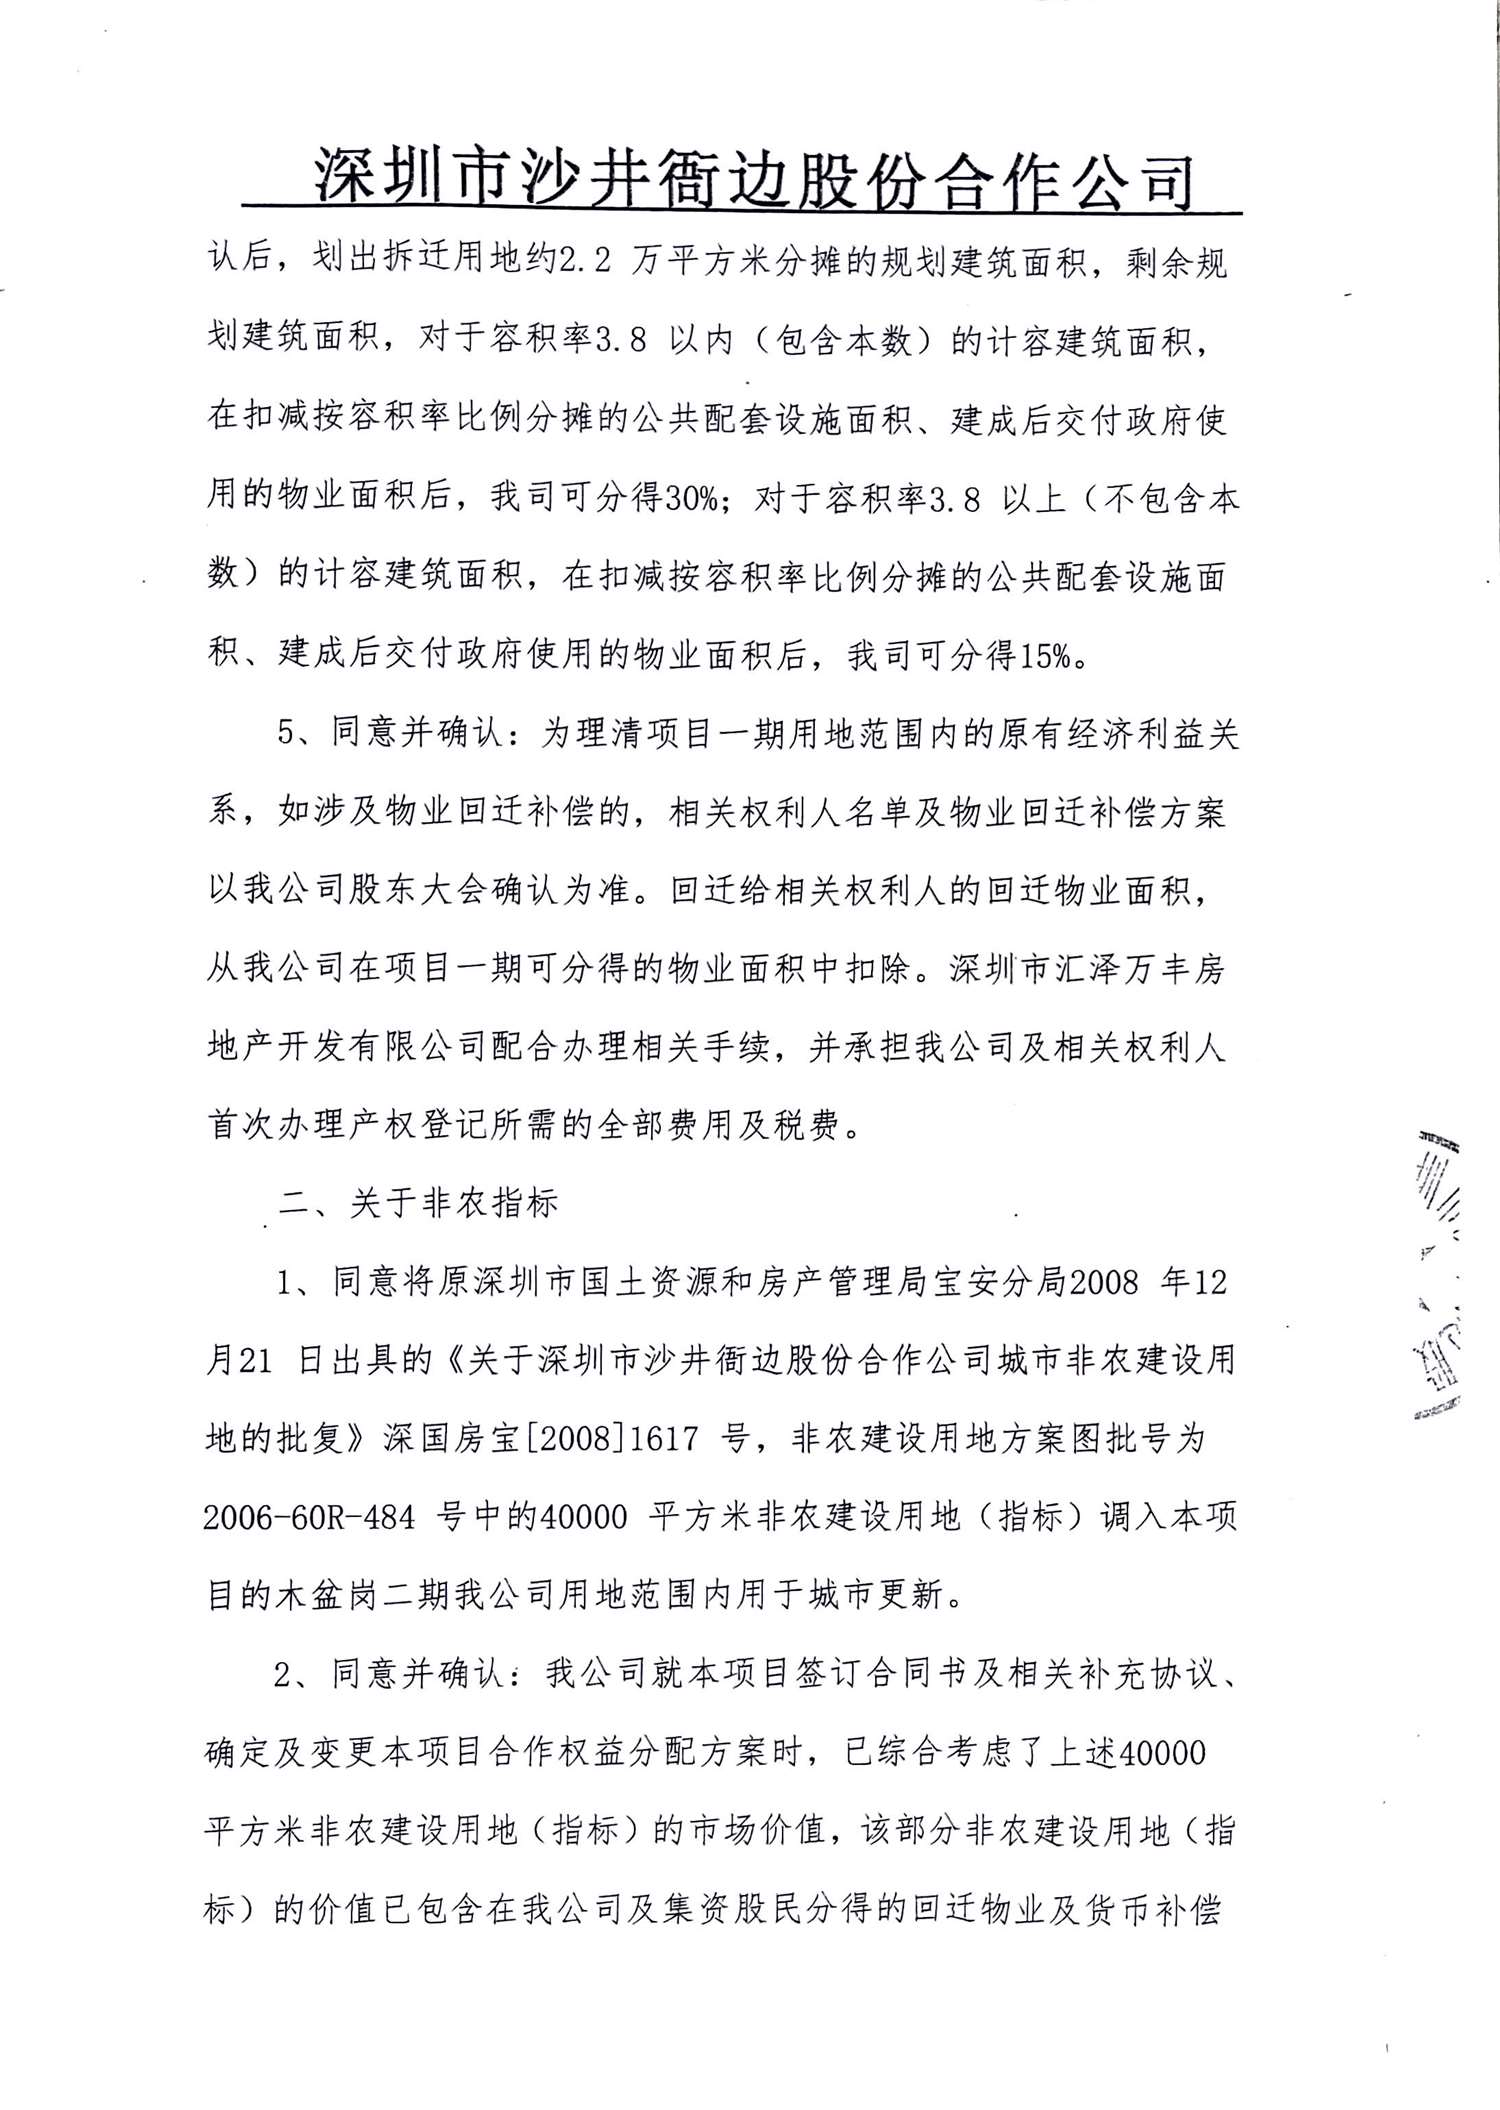 深圳市沙井衙边股份合作公司
认后，划出拆迁用地约2.2 万平方米分摊的规划建筑面积，剩余规
划建筑面积，对于容积率3.8 以内（包含本数）的计容建筑面积，
在扣减按容积率比例分摊的公共配套设施面积、建成后交付政府使
用的物业面积后，我司可分得30%；对于容积率3.8 以上（不包含本
数）的计容建筑面积，在扣减按容积率比例分摊的公共配套设施面
积、建成后交付政府使用的物业面积后，我司可分得15%。
5、同意并确认：为理清项目一期用地范围内的原有经济利益关
系，如涉及物业回迁补偿的，相关权利人名单及物业回迁补偿方案
以我公司股东大会确认为准。回迁给相关权利人的回迁物业面积，
从我公司在项目一期可分得的物业面积中扣除。深圳市汇泽万丰房
地产开发有限公司配合办理相关手续，并承担我公司及相关权利人
首次办理产权登记所需的全部费用及税费。
二、关于非农指标
1、同意将原深圳市国土资源和房产管理局宝安分局2008 年12
月21 日出具的《关于深圳市沙井衙边股份合作公司城市非农建设用
地的批复》深国房宝[2008]1617 号，非农建设用地方案图批号为
2006-60R-484 号中的40000 平方米非农建设用地（指标）调入本项
目的木盆岗二期我公司用地范围内用于城市更新。
2、同意并确认：我公司就本项目签订合同书及相关补充协议、
确定及变更本项目合作权益分配方案时，已综合考虑了上述40000
平方米非农建设用地（指标）的市场价值，该部分非农建设用地（指
标）的价值已包含在我公司及集资股民分得的回迁物业及货币补偿